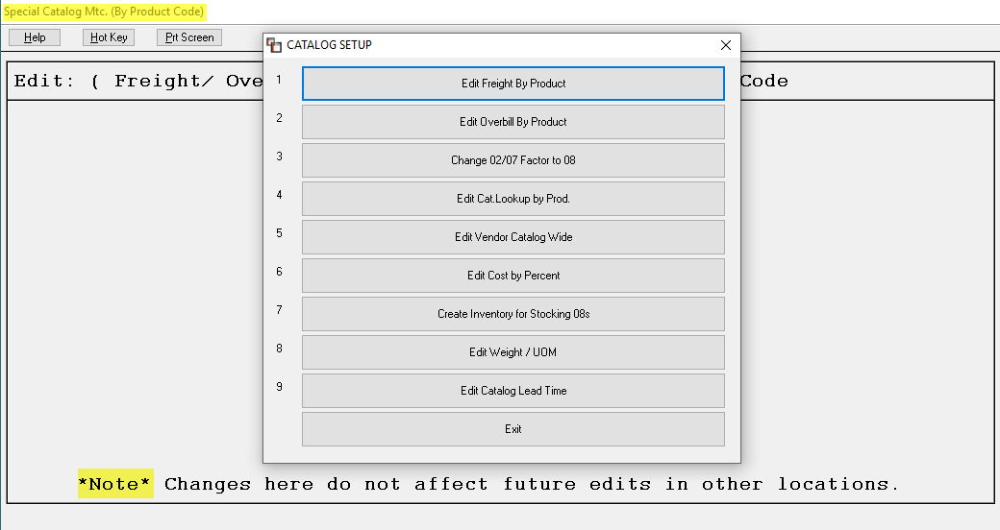 Special Catalog Mtc. (By Product Code)
Help Hot Key Prt Screen
CATALOG SETUP
Edit: ( Freight/ Ove
Code
1 Edit Freight By Product
2 Edit Overbill By Product
3 Change 02/07 Factor to 08
4 Edit Cat.Lookup by Prod.
5 Edit Vendor Catalog Wide
6 Edit Cost by Percent
7 Create Inventory for Stocking 08s
8 Edit Weight / UOM
9 Edit Catalog Lead Time
Exit
*Note* Changes here do not affect future edits in other locations.